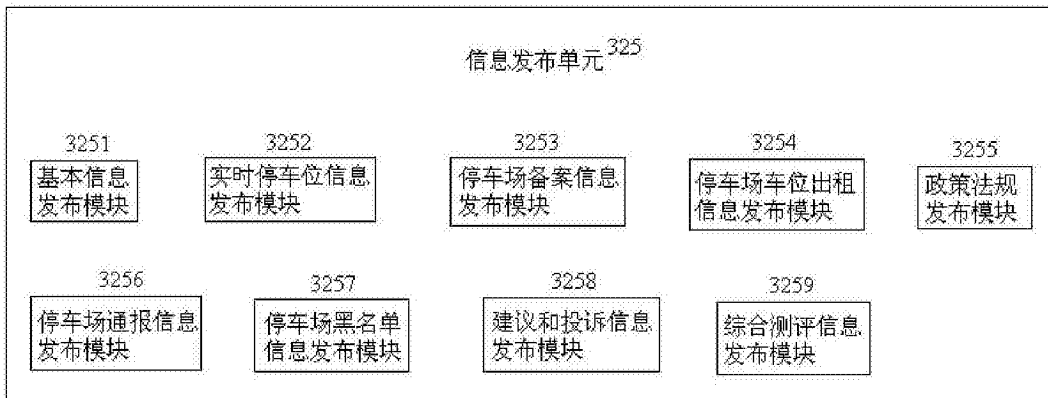 信息发布单元325
3251
基本信息
发布模块
3252
实时停车位信息
发布模块
3253
停车场备案信息
发布模块
3254
停车场车位出租
信息发布模块
3255
政策法规
发布模块
3256
停车场通报信息
发布模块
3257
停车场黑名单
信息发布模块
3258
建议和投诉信息
发布模块
3259
综合测评信息
发布模块